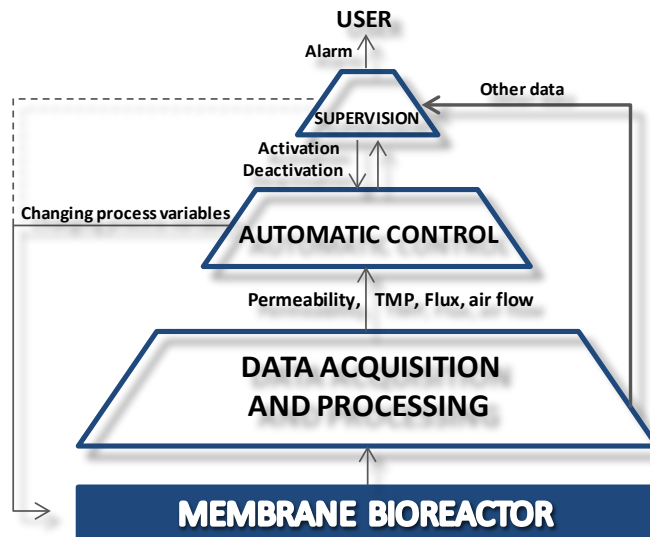 USER
Alarm
Other data
SUPERVISION
Activation
Deactivation
Changing process variables
AUTOMATIC CONTROL
Permeability, TMP, Flux, air flow
DATA ACQUISITION
AND PROCESSING
MEMBRANE BIOREACTOR